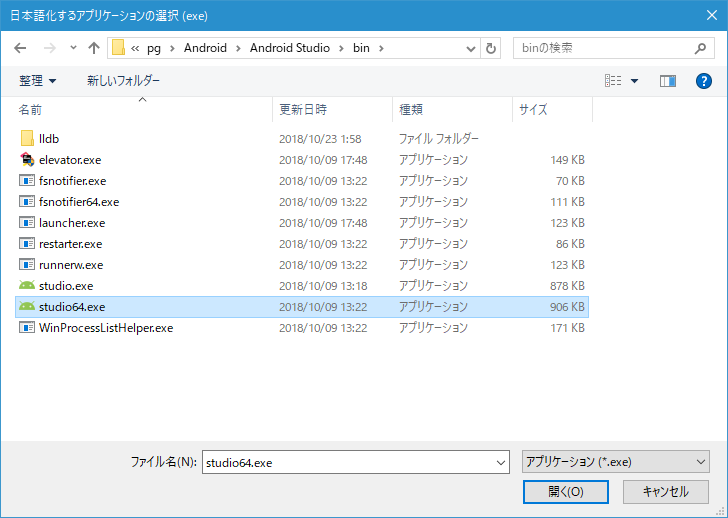 日本語化するアプリケーションの選択 (exe)
« pg › Android › Android Studio › bin ›
binの検索
整理 新しいフォルダー
名前 更新日時 種類 サイズ
lldb 2018/10/23 1:58 ファイル フォルダー
elevator.exe 2018/10/09 17:48 アプリケーション 149 KB
fsnotifier.exe 2018/10/09 13:22 アプリケーション 70 KB
fsnotifier64.exe 2018/10/09 13:22 アプリケーション 111 KB
launcher.exe 2018/10/09 17:48 アプリケーション 123 KB
restarter.exe 2018/10/09 13:22 アプリケーション 86 KB
runnerw.exe 2018/10/09 13:22 アプリケーション 123 KB
studio.exe 2018/10/09 13:18 アプリケーション 878 KB
studio64.exe 2018/10/09 13:22 アプリケーション 906 KB
WinProcessListHelper.exe 2018/10/09 13:22 アプリケーション 171 KB
ファイル名(N): studio64.exe アプリケーション (*.exe)
開く(O) キャンセル